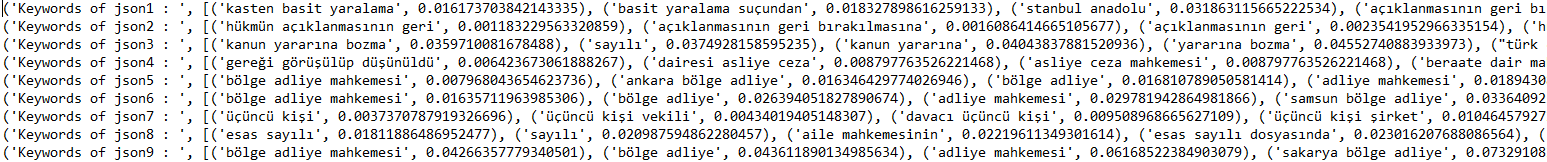 ('Keywords of json1 : ', [('kasten basit yaralama', 0.016173703842143335), ('basit yaralama suçundan', 0.018327898616259133), ('stanbul anadolu', 0.031863115665222534), ('açıklanmasının geri bı
('Keywords of json2 : ', [('hükmün açıklanmasının geri', 0.001183229563320859), ('açıklanmasının geri bırakılmasına', 0.0016086414665105677), ('açıklanmasının geri', 0.0023541952966335154), ('h
('Keywords of json3 : ', [('kanun yararına bozma', 0.0359710081678488), ('sayılı', 0.0374928158595235), ('kanun yararına', 0.04043837881520936), ('yararına bozma', 0.04552740883933973), ("türk
('Keywords of json4 : ', [('gereği görüşülüp düşünüldü', 0.006423673061888267), ('dairesi asliye ceza', 0.008797763526221468), ('asliye ceza mahkemesi', 0.008797763526221468), ('beraate dair ma
('Keywords of json5 : ', [('bölge adliye mahkemesi', 0.007968043654623736), ('ankara bölge adliye', 0.016346429774026946), ('bölge adliye', 0.016810789050581414), ('adliye mahkemesi', 0.0189430
('Keywords of json6 : ', [('bölge adliye mahkemesi', 0.01635711963985306), ('bölge adliye', 0.026394051827890674), ('adliye mahkemesi', 0.029781942864981866), ('samsun bölge adliye', 0.03364092
('Keywords of json7 : ', [('üçüncü kişi', 0.0037370787919326696), ('üçüncü kişi vekili', 0.00434019405148307), ('davacı üçüncü kişi', 0.009508968665627109), ('üçüncü kişi şirket', 0.01046457927
('Keywords of json8 : ', [('esas sayılı', 0.01811886486952477), ('sayılı', 0.020987594862280457), ('aile mahkemesinin', 0.02219611349301614), ('esas sayılı dosyasında', 0.023016207688086564), (
('Keywords of json9 : ', [('bölge adliye mahkemesi', 0.04266357779340501), ('bölge adliye', 0.043611890134985634), ('adliye mahkemesi', 0.06168522384903079), ('sakarya bölge adliye', 0.07329108